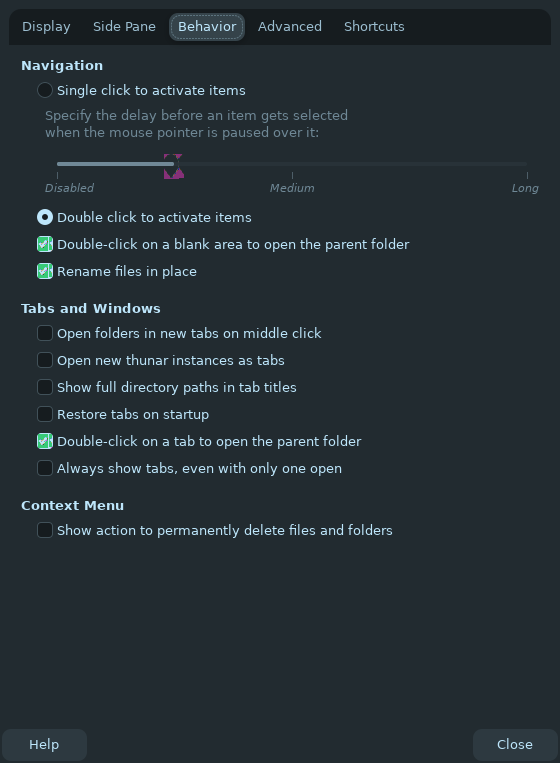 Display Side Pane Behavior Advanced Shortcuts
Navigation
Single click to activate items
Specify the delay before an item gets selected
when the mouse pointer is paused over it:
Disabled Medium Long
Double click to activate items
Double-click on a blank area to open the parent folder
Rename files in place
Tabs and Windows
Open folders in new tabs on middle click
Open new thunar instances as tabs
Show full directory paths in tab titles
Restore tabs on startup
Double-click on a tab to open the parent folder
Always show tabs, even with only one open
Context Menu
Show action to permanently delete files and folders
Help Close